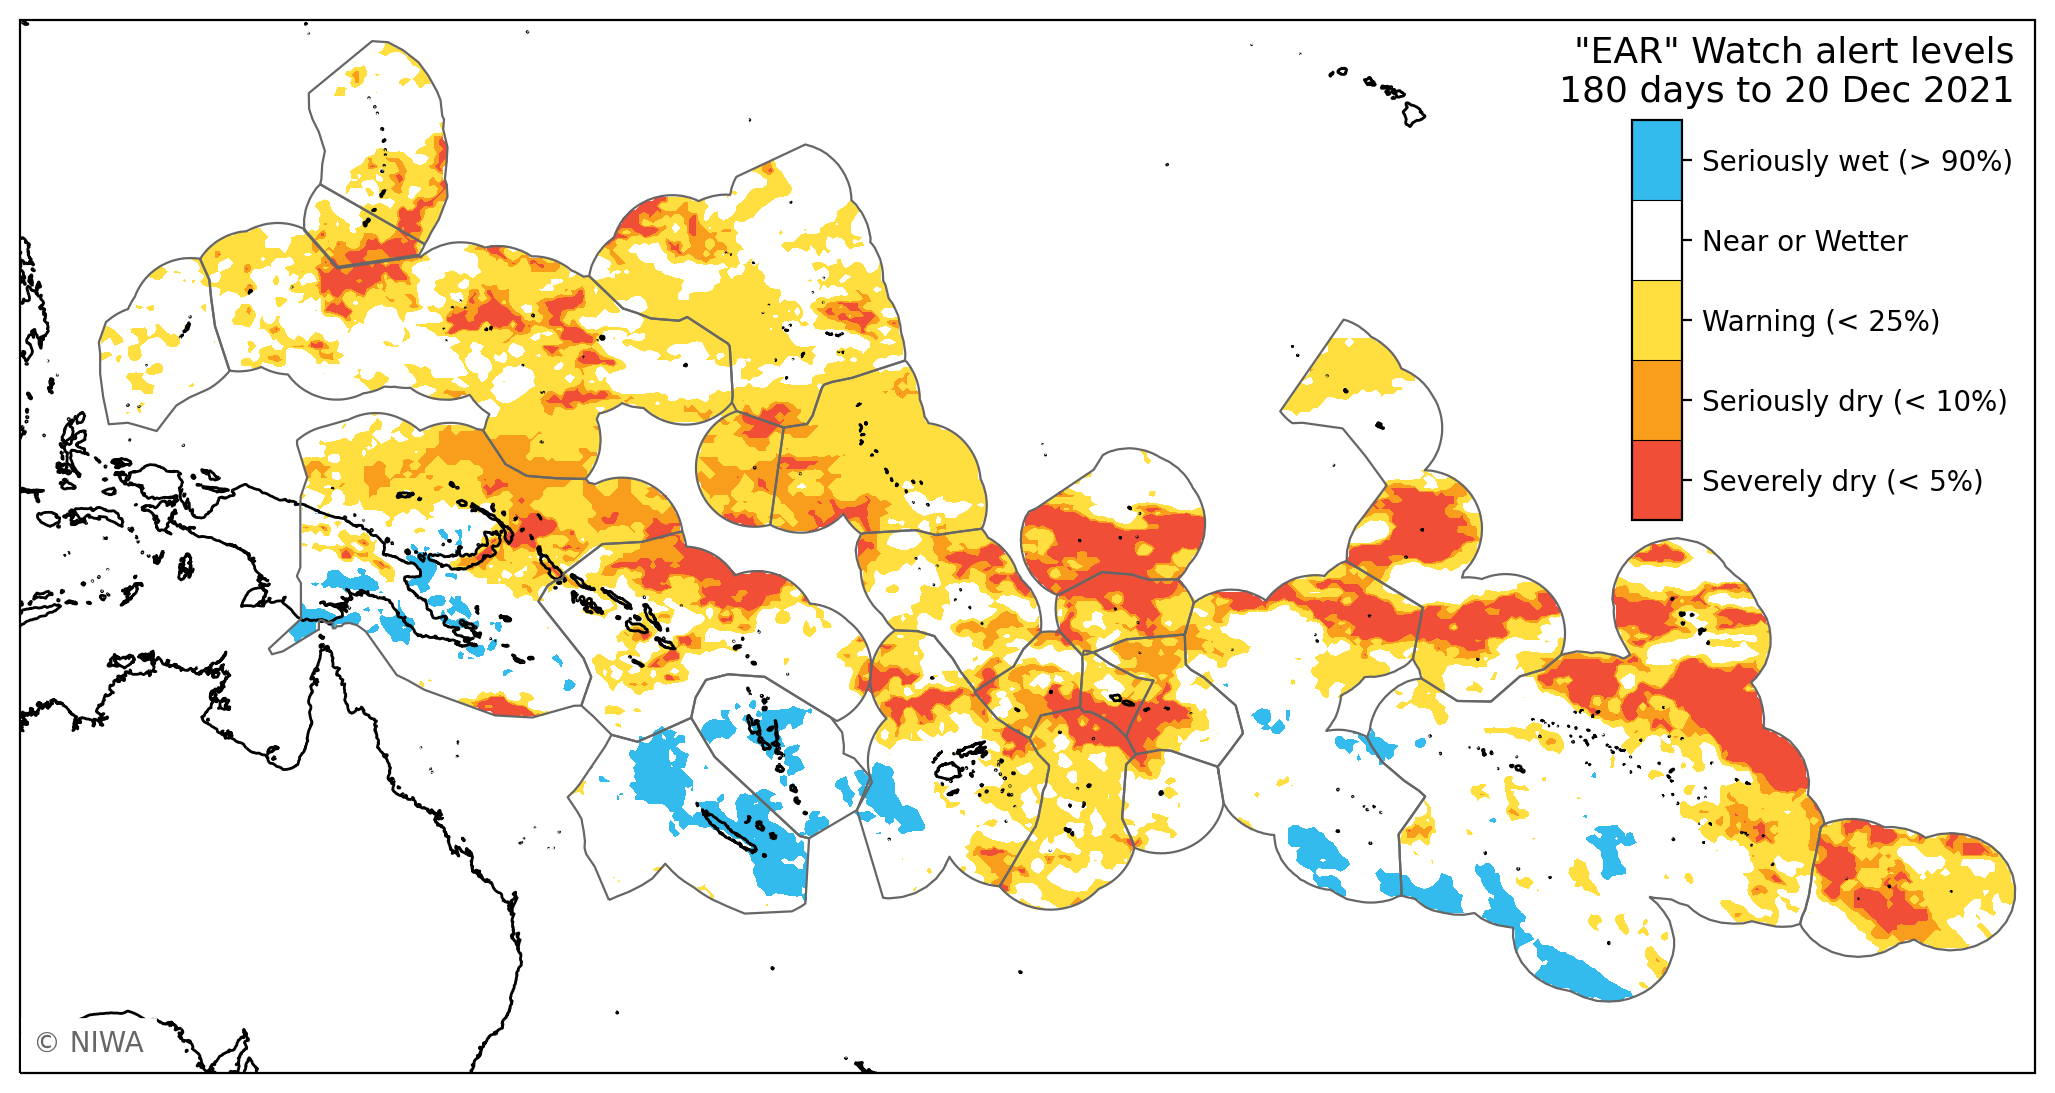 "EAR" Watch alert levels
180 days to 20 Dec 2021
Seriously wet (> 90%)
Near or Wetter
Warning (< 25%)
Seriously dry (< 10%)
Severely dry (< 5%)
© NIWA